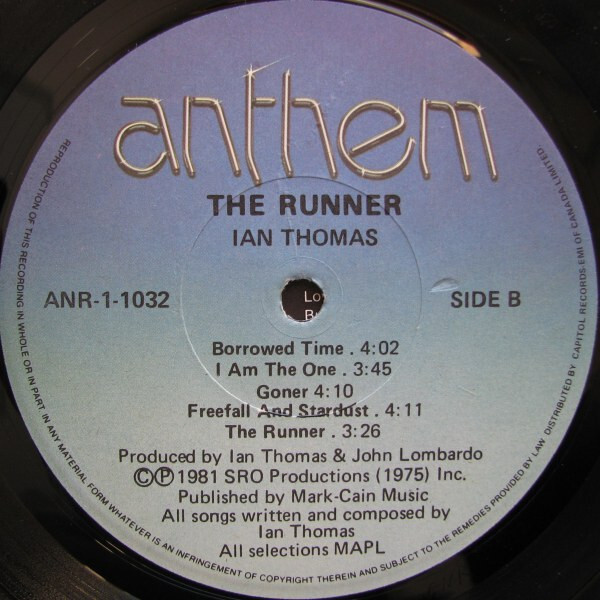 anthem
THE RUNNER
IAN THOMAS
ANR-1-1032
SIDE B
Lo
Borrowed Time . 4:02
I Am The One . 3:45
Goner 4:10
Freefall And Stardust . 4:11
The Runner . 3:26
Produced by Ian Thomas & John Lombardo
©℗1981 SRO Productions (1975) Inc.
Published by Mark-Cain Music
All songs written and composed by
Ian Thomas
All selections MAPL
REPRODUCTION OF THIS RECORDING IN WHOLE OR IN PART IN ANY MATERIAL FORM WHATEVER IS AN INFRINGEMENT OF COPYRIGHT THEREIN AND SUBJECT TO THE REMEDIES PROVIDED BY LAW DISTRIBUTED BY CAPITOL RECORDS-EMI OF CANADA LIMITED.